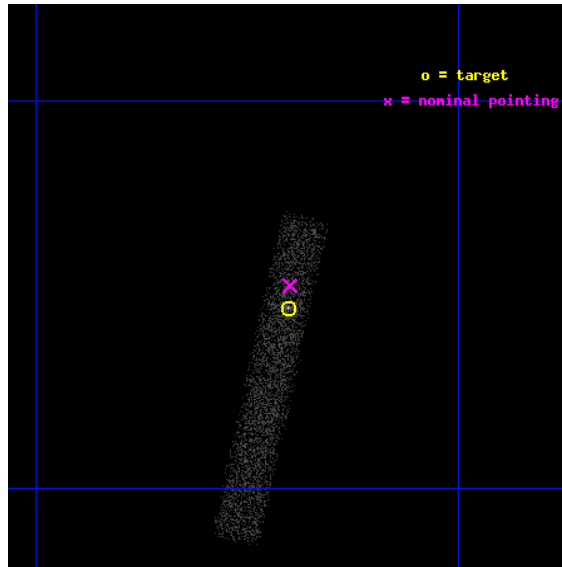 o = target
x = nominal pointing